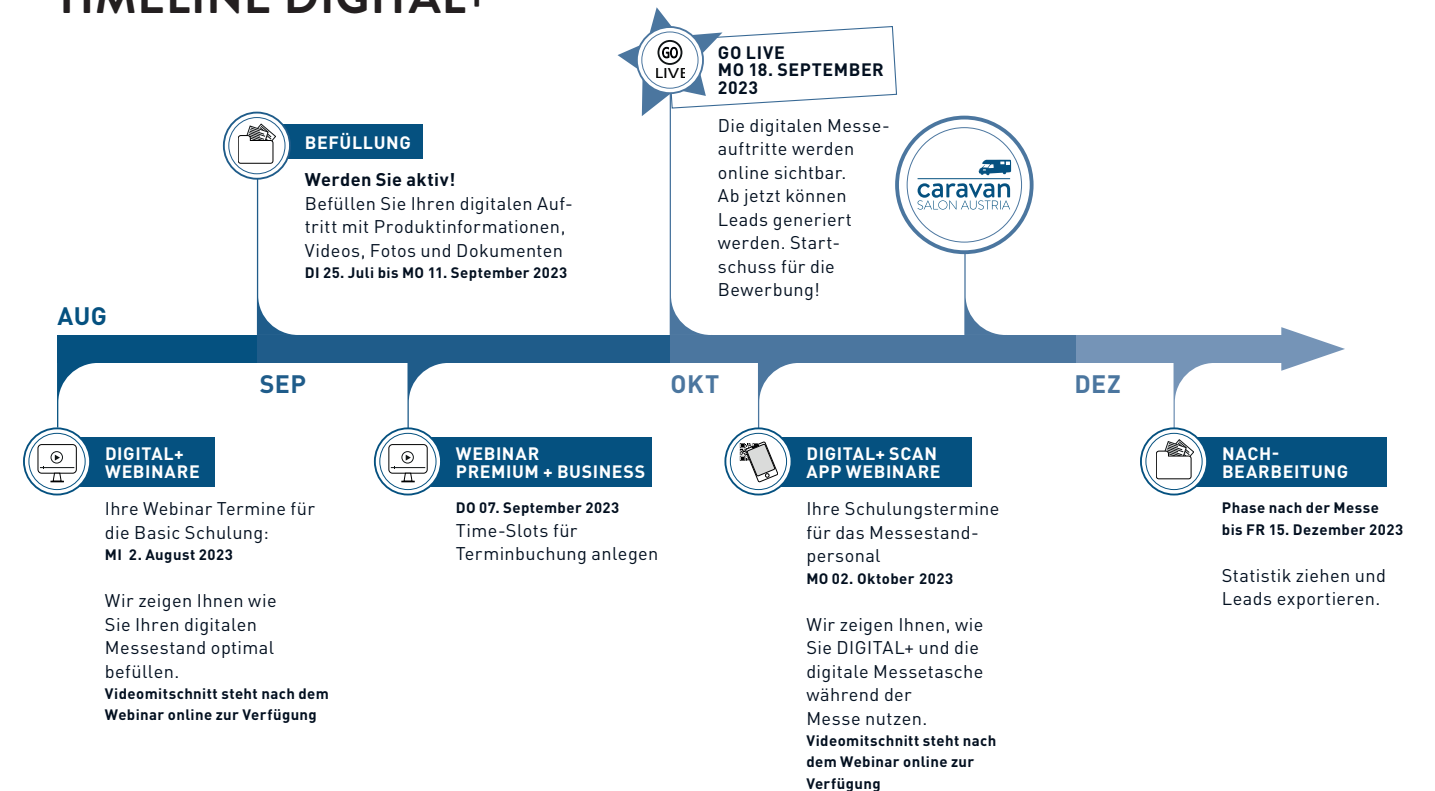 TIMELINE DIGITAL+
GO
LIVE
GO LIVE
MO 18. SEPTEMBER
2023
Die digitalen Messe-
auftritte werden
online sichtbar.
Ab jetzt können
Leads generiert
werden. Start-
schuss für die
Bewerbung!
BEFÜLLUNG
Werden Sie aktiv!
Befüllen Sie Ihren digitalen Auf-
tritt mit Produktinformationen,
Videos, Fotos und Dokumenten
DI 25. Juli bis MO 11. September 2023
caravan
SALON AUSTRIA
AUG
SEP
OKT
DEZ
DIGITAL+
WEBINARE
Ihre Webinar Termine für
die Basic Schulung:
MI 2. August 2023
Wir zeigen Ihnen wie
Sie Ihren digitalen
Messestand optimal
befüllen.
Videomitschnitt steht nach dem
Webinar online zur Verfügung
WEBINAR
PREMIUM + BUSINESS
DO 07. September 2023
Time-Slots für
Terminbuchung anlegen
DIGITAL+ SCAN
APP WEBINARE
Ihre Schulungstermine
für das Messestand-
personal
MO 02. Oktober 2023
Wir zeigen Ihnen, wie
Sie DIGITAL+ und die
digitale Messetasche
während der
Messe nutzen.
Videomitschnitt steht nach
dem Webinar online zur
Verfügung
NACH-
BEARBEITUNG
Phase nach der Messe
bis FR 15. Dezember 2023
Statistik ziehen und
Leads exportieren.